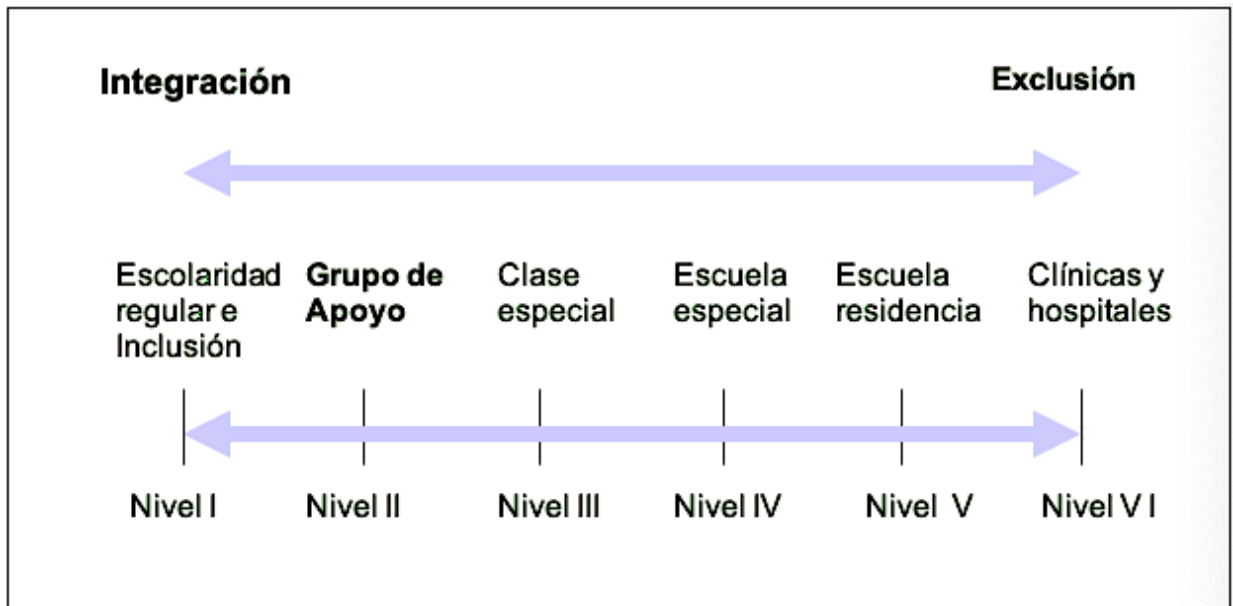 Integración Exclusión
Escolaridad regular e Inclusión
Grupo de Apoyo
Clase especial
Escuela especial
Escuela residencia
Clínicas y hospitales
Nivel I Nivel II Nivel III Nivel IV Nivel V Nivel V I